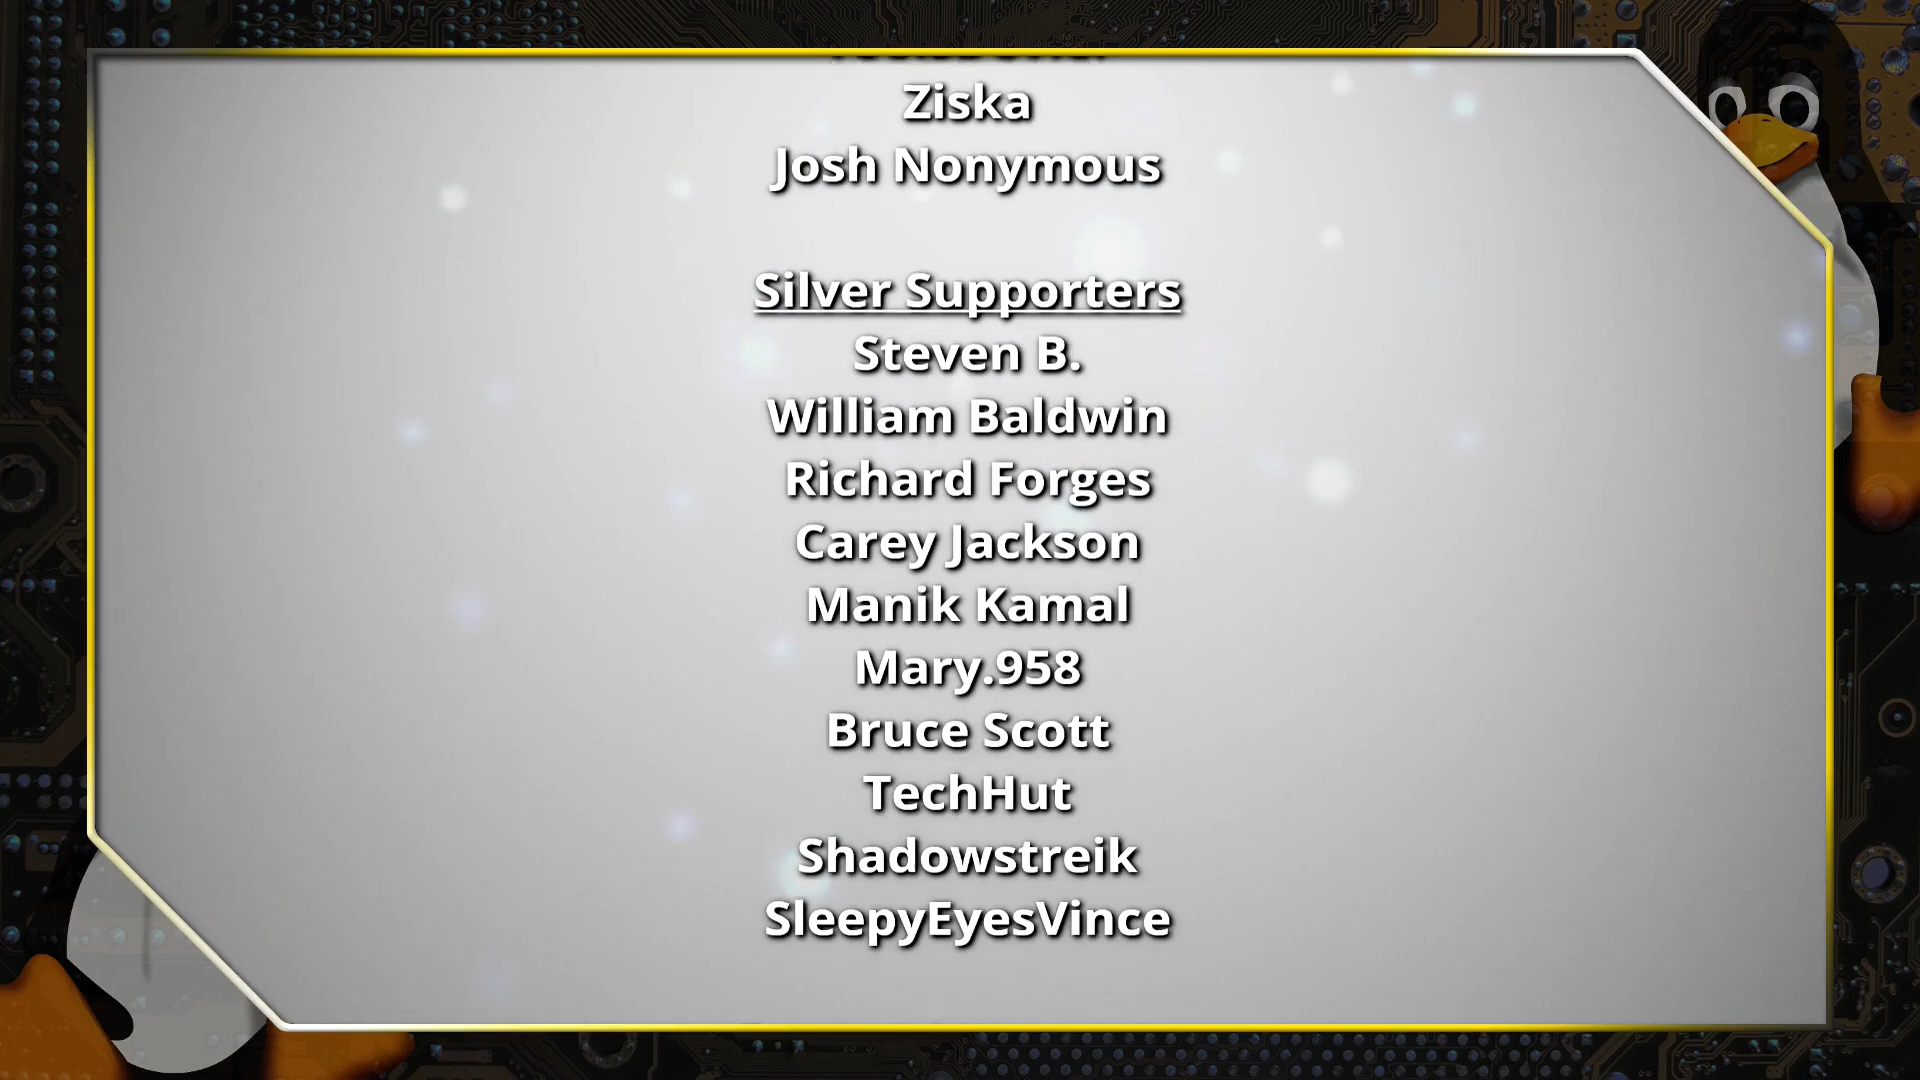 Ziska
Josh Nonymous
Silver Supporters
Steven B.
William Baldwin
Richard Forges
Carey Jackson
Manik Kamal
Mary.958
Bruce Scott
TechHut
Shadowstreik
SleepyEyesVince